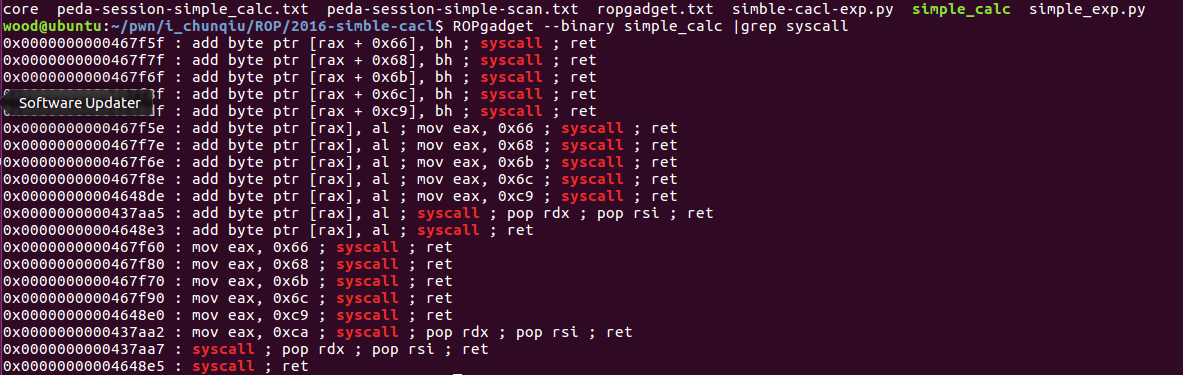 core peda-session-simple_calc.txt peda-session-simple-scan.txt ropgadget.txt simble-cacl-exp.py simple_calc simple_exp.py
wood@ubuntu:~/pwn/i_chunqiu/ROP/2016-simble-cacl$ ROPgadget --binary simple_calc |grep syscall
0x0000000000467f5f : add byte ptr [rax + 0x66], bh ; syscall ; ret
0x0000000000467f7f : add byte ptr [rax + 0x68], bh ; syscall ; ret
0x0000000000467f6f : add byte ptr [rax + 0x6b], bh ; syscall ; ret
8f : add byte ptr [rax + 0x6c], bh ; syscall ; ret
Software Updater
df : add byte ptr [rax + 0xc9], bh ; syscall ; ret
0x0000000000467f5e : add byte ptr [rax], al ; mov eax, 0x66 ; syscall ; ret
0x0000000000467f7e : add byte ptr [rax], al ; mov eax, 0x68 ; syscall ; ret
0x0000000000467f6e : add byte ptr [rax], al ; mov eax, 0x6b ; syscall ; ret
0x0000000000467f8e : add byte ptr [rax], al ; mov eax, 0x6c ; syscall ; ret
0x00000000004648de : add byte ptr [rax], al ; mov eax, 0xc9 ; syscall ; ret
0x0000000000437aa5 : add byte ptr [rax], al ; syscall ; pop rdx ; pop rsi ; ret
0x00000000004648e3 : add byte ptr [rax], al ; syscall ; ret
0x0000000000467f60 : mov eax, 0x66 ; syscall ; ret
0x0000000000467f80 : mov eax, 0x68 ; syscall ; ret
0x0000000000467f70 : mov eax, 0x6b ; syscall ; ret
0x0000000000467f90 : mov eax, 0x6c ; syscall ; ret
0x00000000004648e0 : mov eax, 0xc9 ; syscall ; ret
0x0000000000437aa2 : mov eax, 0xca ; syscall ; pop rdx ; pop rsi ; ret
0x0000000000437aa7 : syscall ; pop rdx ; pop rsi ; ret
0x00000000004648e5 : syscall ; ret